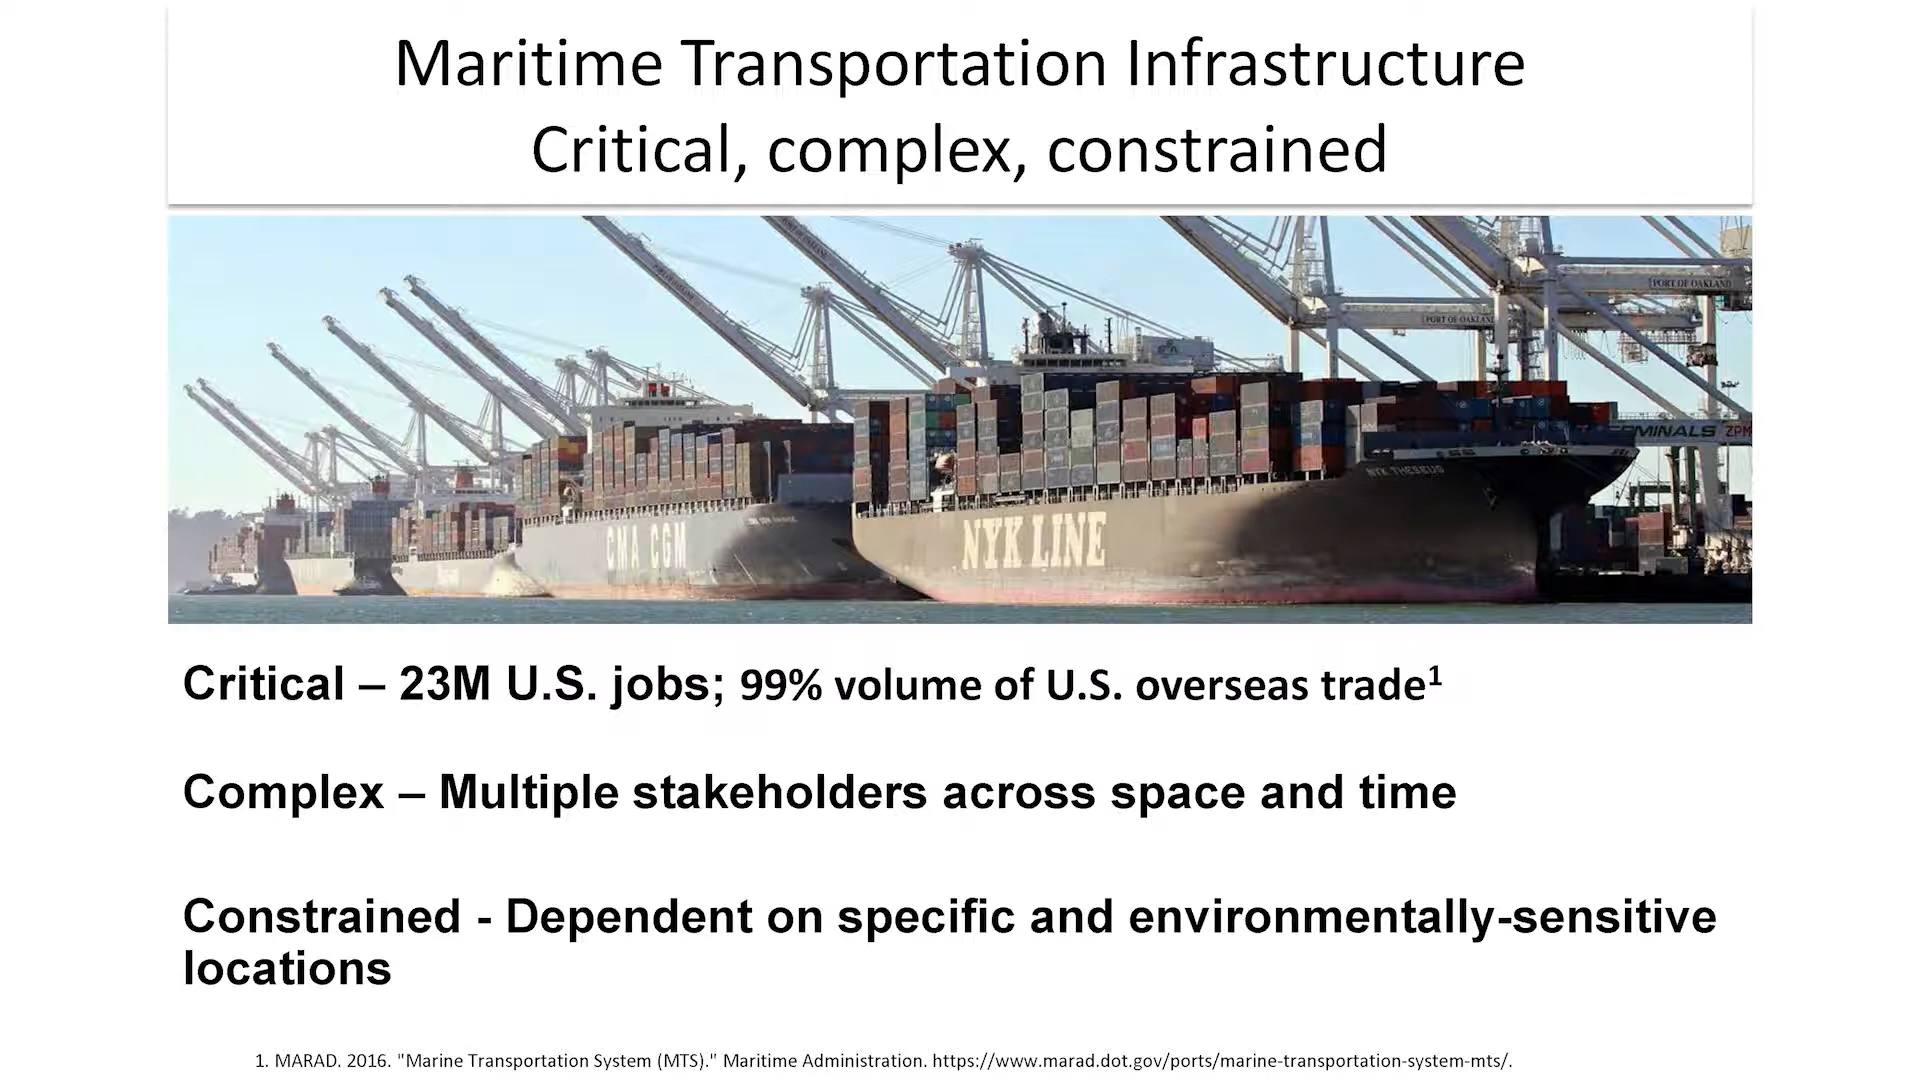 Maritime Transportation Infrastructure
Critical, complex, constrained
PORT OF OAKLAND
PORT OF OAKLAND
NYK THESEUS
CMA CGM
NYK LINE
ZPM
Critical – 23M U.S. jobs; 99% volume of U.S. overseas trade¹
Complex – Multiple stakeholders across space and time
Constrained - Dependent on specific and environmentally-sensitive
locations
1. MARAD. 2016. "Marine Transportation System (MTS)." Maritime Administration. https://www.marad.dot.gov/ports/marine-transportation-system-mts/.